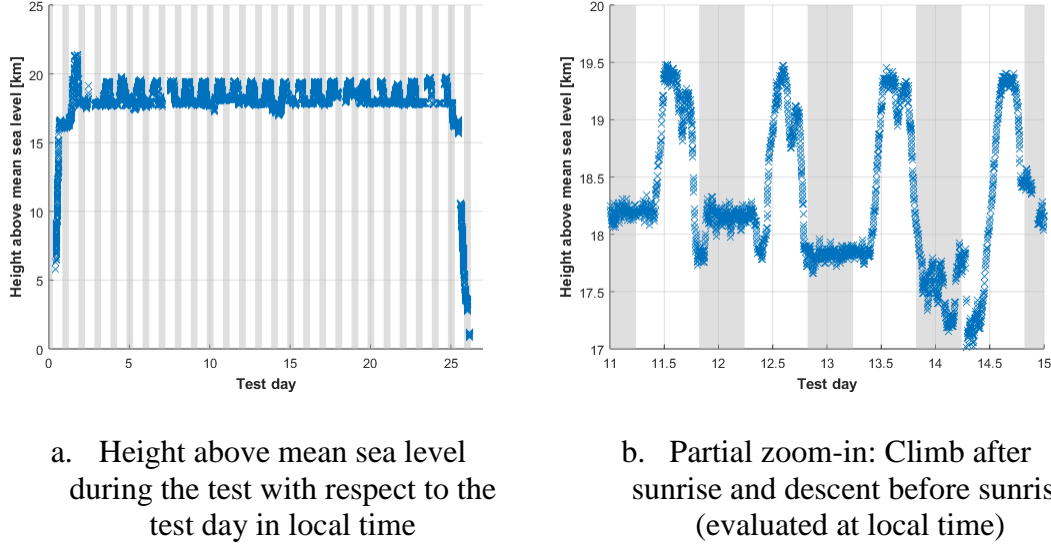 25
20
15
10
5
0
Height above mean sea level [km]
0 5 10 15 20 25
Test day
20
19.5
19
18.5
18
17.5
17
Height above mean sea level [km]
11 11.5 12 12.5 13 13.5 14 14.5 15
Test day
a. Height above mean sea level
during the test with respect to the
test day in local time
b. Partial zoom-in: Climb after
sunrise and descent before sunris
(evaluated at local time)